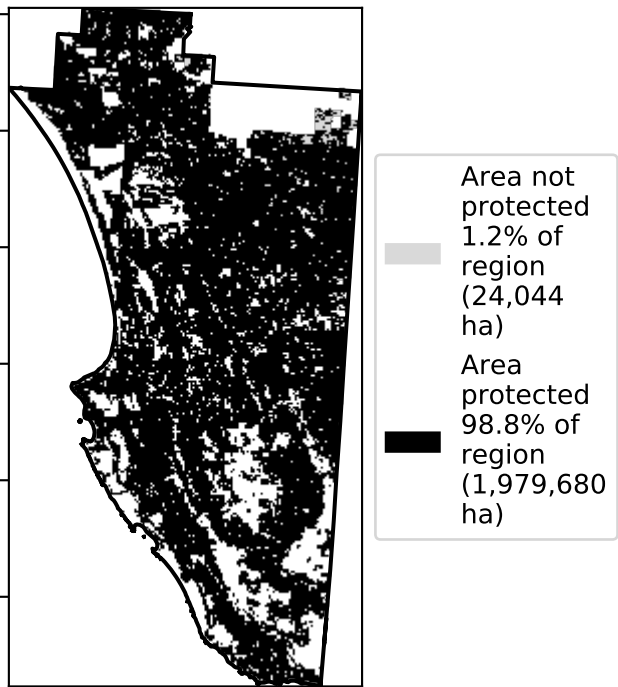 Area not
protected
1.2% of
region
(24,044
ha)
Area
protected
98.8% of
region
(1,979,680
ha)